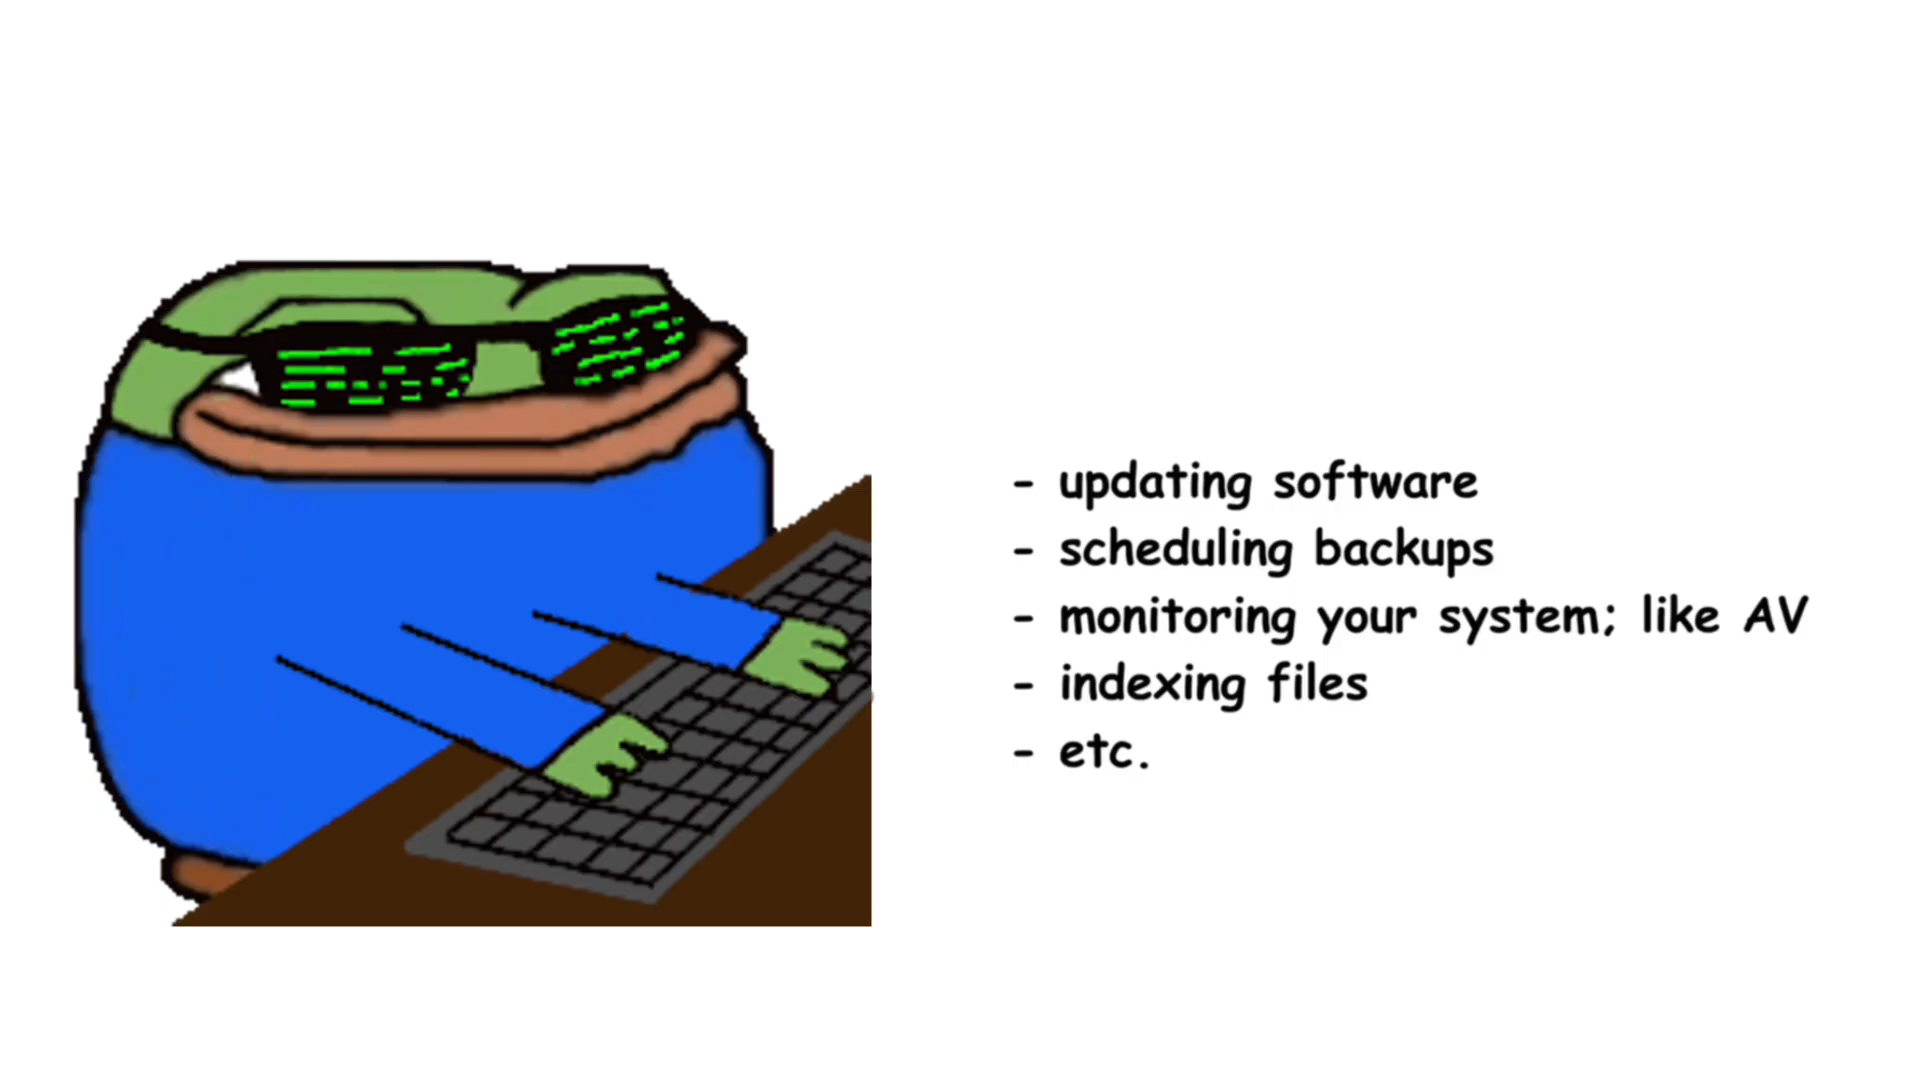 - updating software
- scheduling backups
- monitoring your system; like AV
- indexing files
- etc.